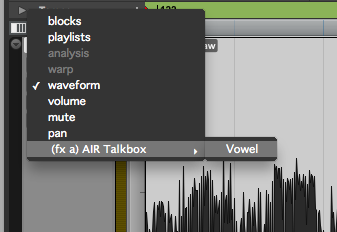 blocks
playlists
analysis
warp
✓ waveform
volume
mute
pan
(fx a) AIR Talkbox
Vowel